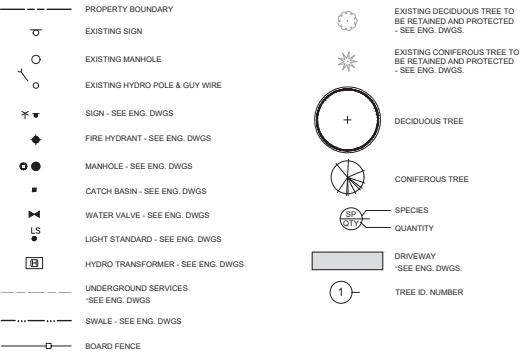 PROPERTY BOUNDARY
EXISTING SIGN
EXISTING MANHOLE
EXISTING HYDRO POLE & GUY WIRE
SIGN - SEE ENG. DWGS
FIRE HYDRANT - SEE ENG. DWGS
MANHOLE - SEE ENG. DWGS
CATCH BASIN - SEE ENG. DWGS
WATER VALVE - SEE ENG. DWGS
LS
LIGHT STANDARD - SEE ENG. DWGS
H
HYDRO TRANSFORMER - SEE ENG. DWGS
UNDERGROUND SERVICES
*SEE ENG. DWGS
SWALE - SEE ENG. DWGS
BOARD FENCE
EXISTING DECIDUOUS TREE TO
BE RETAINED AND PROTECTED
- SEE ENG. DWGS.
EXISTING CONIFEROUS TREE TO
BE RETAINED AND PROTECTED
- SEE ENG. DWGS.
DECIDUOUS TREE
CONIFEROUS TREE
SP
QTY
SPECIES
QUANTITY
DRIVEWAY
*SEE ENG. DWGS.
1
TREE ID. NUMBER